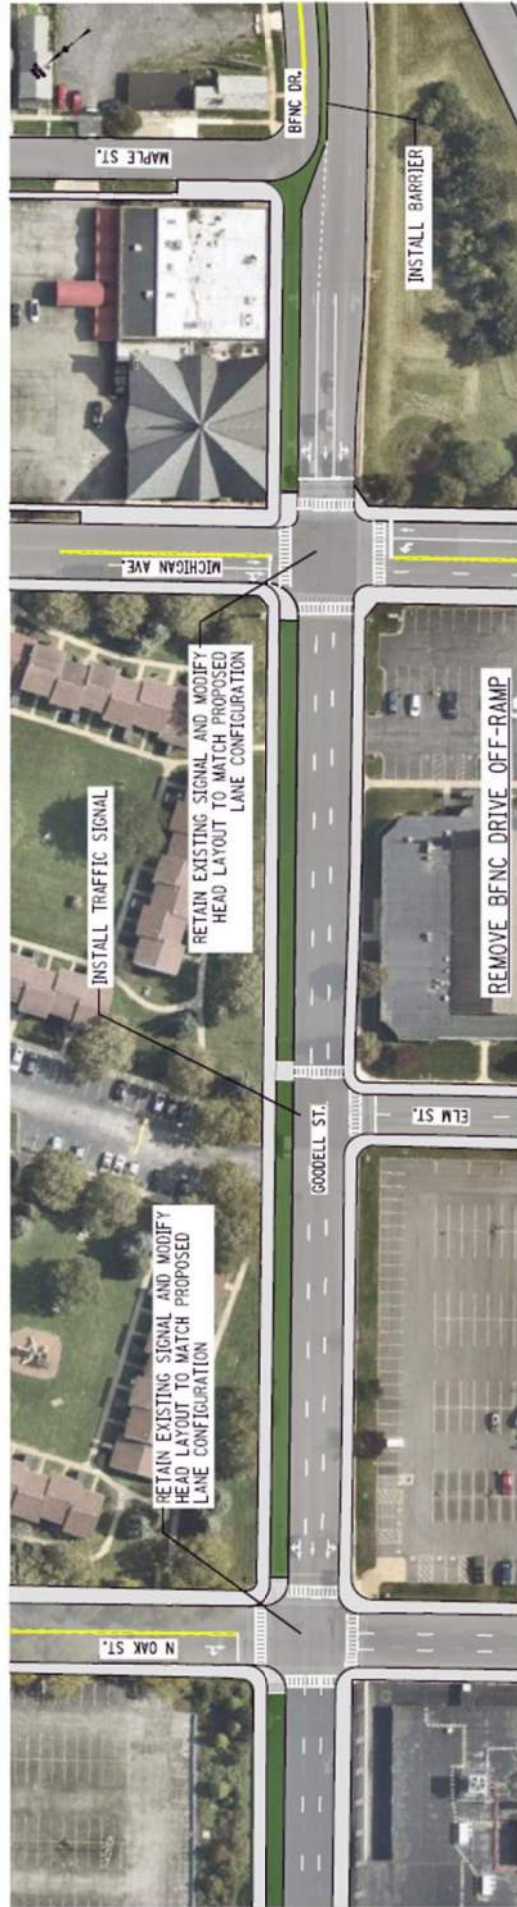 RETAIN EXISTING SIGNAL AND MODIFY
HEAD LAYOUT TO MATCH PROPOSED
LANE CONFIGURATION
INSTALL TRAFFIC SIGNAL
RETAIN EXISTING SIGNAL AND MODIFY
HEAD LAYOUT TO MATCH PROPOSED
LANE CONFIGURATION
N OAK ST.
MICHIGAN AVE.
MAPLE ST.
BFNC DR.
INSTALL BARRIER
GOODELL ST.
ELM ST.
REMOVE BFNC DRIVE OFF-RAMP